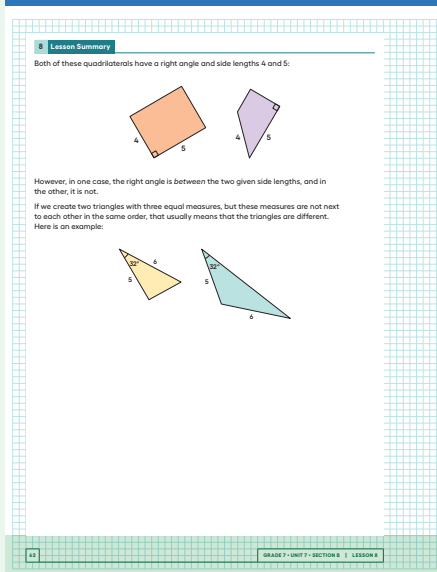 8 Lesson Summary
Both of these quadrilaterals have a right angle and side lengths 4 and 5:
4
5
4
5
However, in one case, the right angle is between the two given side lengths, and in
the other, it is not.
If we create two triangles with three equal measures, but these measures are not next
to each other in the same order, that usually means that the triangles are different.
Here is an example:
32°
6
5
32°
5
6
62
GRADE 7 • UNIT 7 • SECTION B | LESSON 8